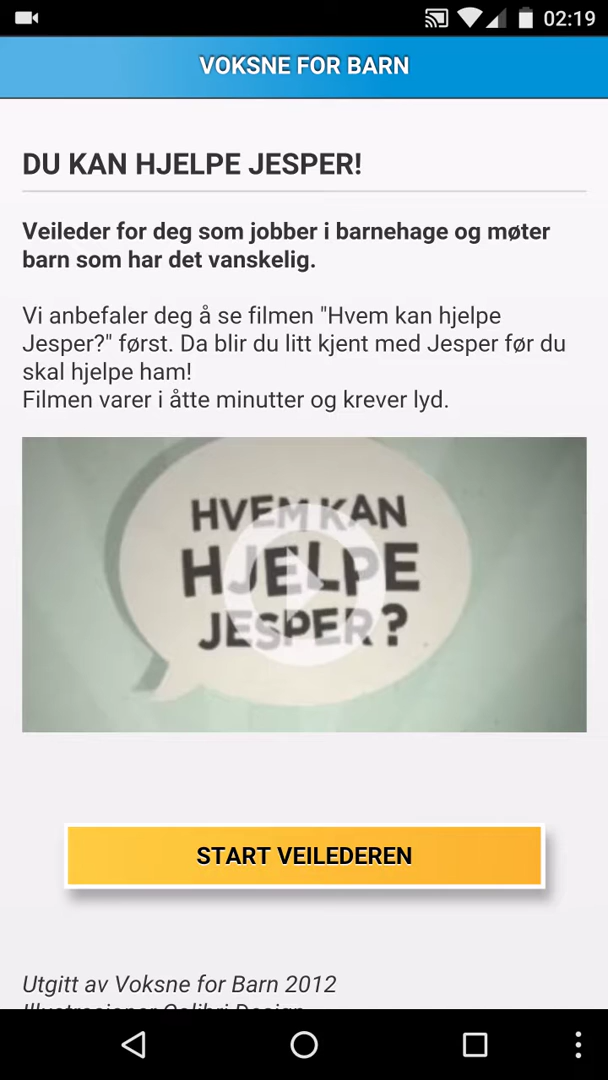 02:19
VOKSNE FOR BARN
DU KAN HJELPE JESPER!
Veileder for deg som jobber i barnehage og møter
barn som har det vanskelig.
Vi anbefaler deg å se filmen "Hvem kan hjelpe
Jesper?" først. Da blir du litt kjent med Jesper før du
skal hjelpe ham!
Filmen varer i åtte minutter og krever lyd.
HVEM KAN
HJELPE
JESPER?
START VEILEDEREN
Utgitt av Voksne for Barn 2012
Illustrasjoner Colibri Design